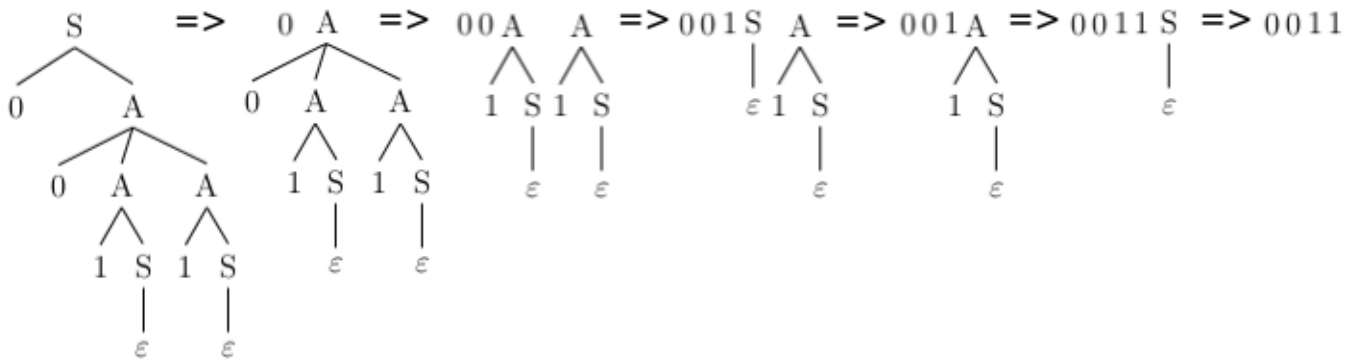 S => 0 A => 0 0 A A => 0 0 1 S A => 0 0 1 A => 0 0 1 1 S => 0 0 1 1
0 A 0 A A 1 S 1 S ε 1 S 1 S ε
0 A A 1 S 1 S ε ε ε ε
1 S 1 S ε ε
ε ε